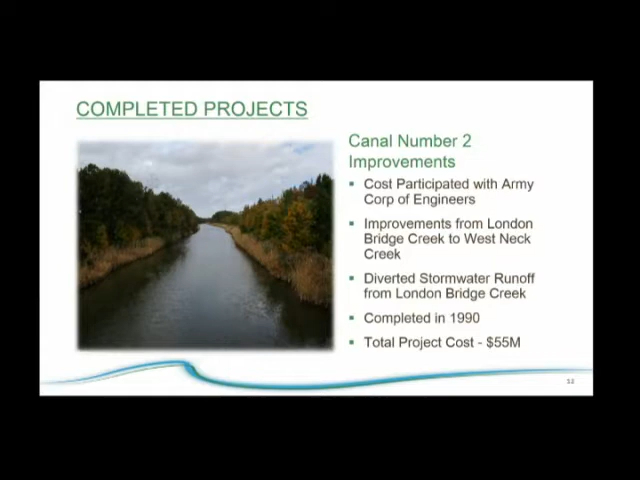 COMPLETED PROJECTS
Canal Number 2
Improvements
Cost Participated with Army
Corp of Engineers
Improvements from London
Bridge Creek to West Neck
Creek
Diverted Stormwater Runoff
from London Bridge Creek
Completed in 1990
Total Project Cost - $55M